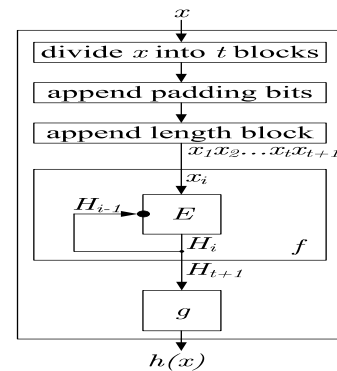 x
divide x into t blocks
append padding bits
append length block
x₁x₂...xₜxₜ₊₁
xᵢ
Hᵢ₋₁
E
Hᵢ
f
Hₜ₊₁
g
h(x)